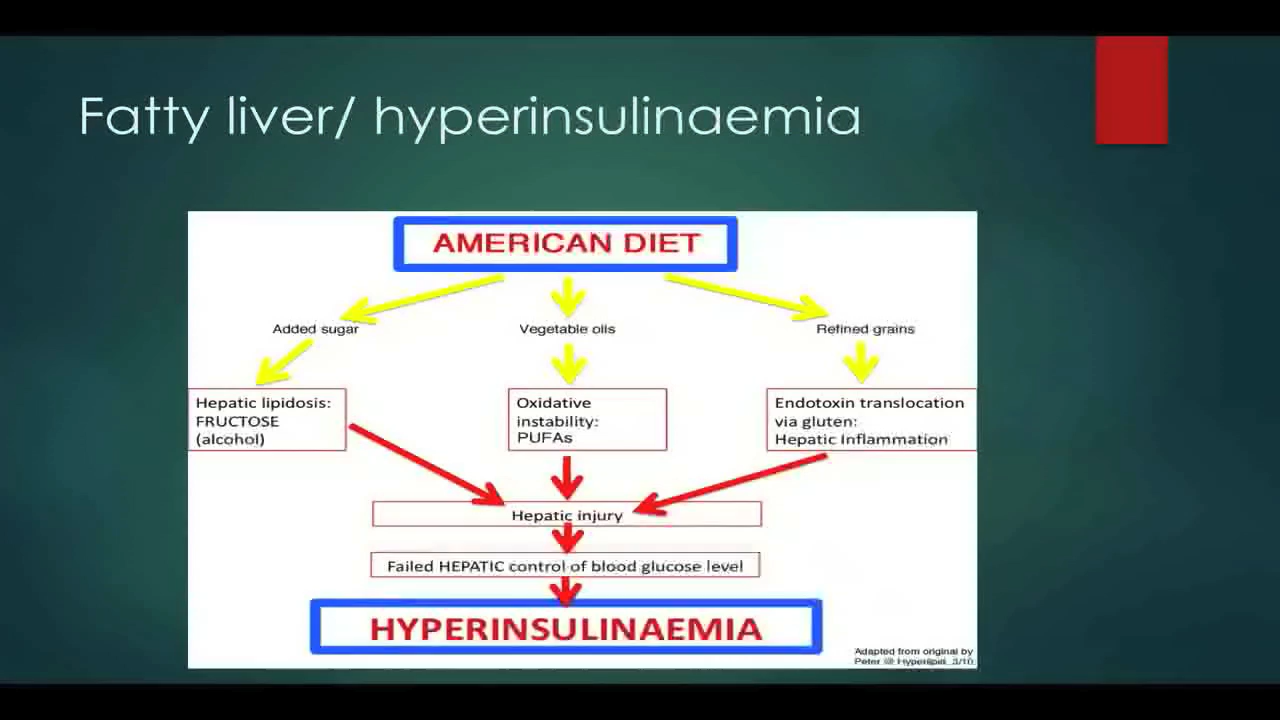 Fatty liver/ hyperinsulinaemia
AMERICAN DIET
Added sugar
Vegetable oils
Refined grains
Hepatic lipidosis:
FRUCTOSE
(alcohol)
Oxidative
instability:
PUFAs
Endotoxin translocation
via gluten:
Hepatic Inflammation
Hepatic injury
Failed HEPATIC control of blood glucose level
HYPERINSULINAEMIA
Adapted from original by
Peter @ Hyperlipid